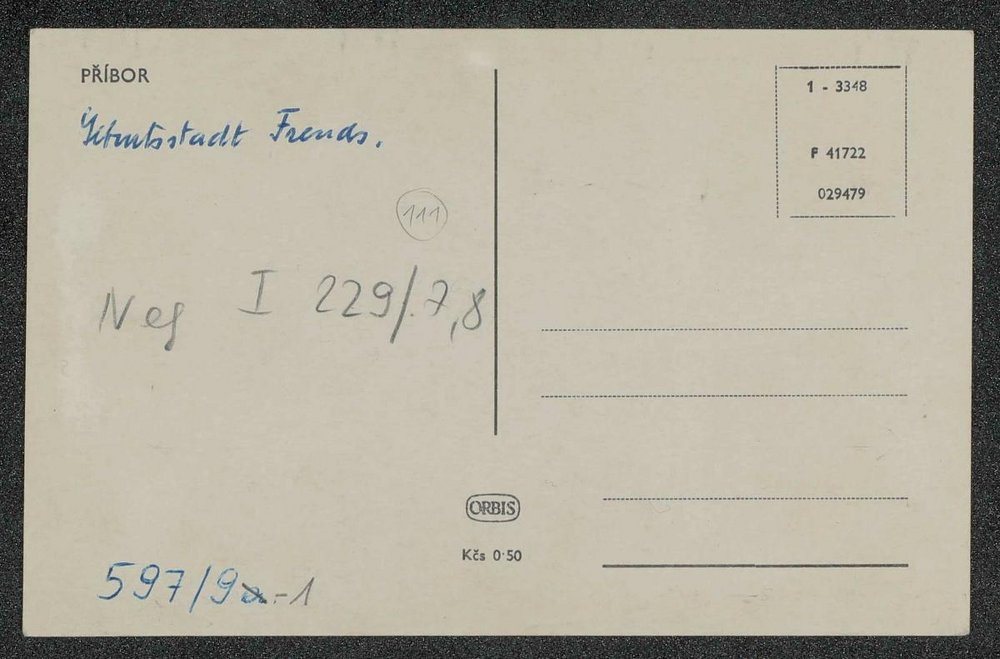 PŘÍBOR
Geburtsstadt Freuds.
111
Neg I 229/7,8
597/9a-1
ORBIS
Kčs 0·50
1 - 3348
F 41722
029479